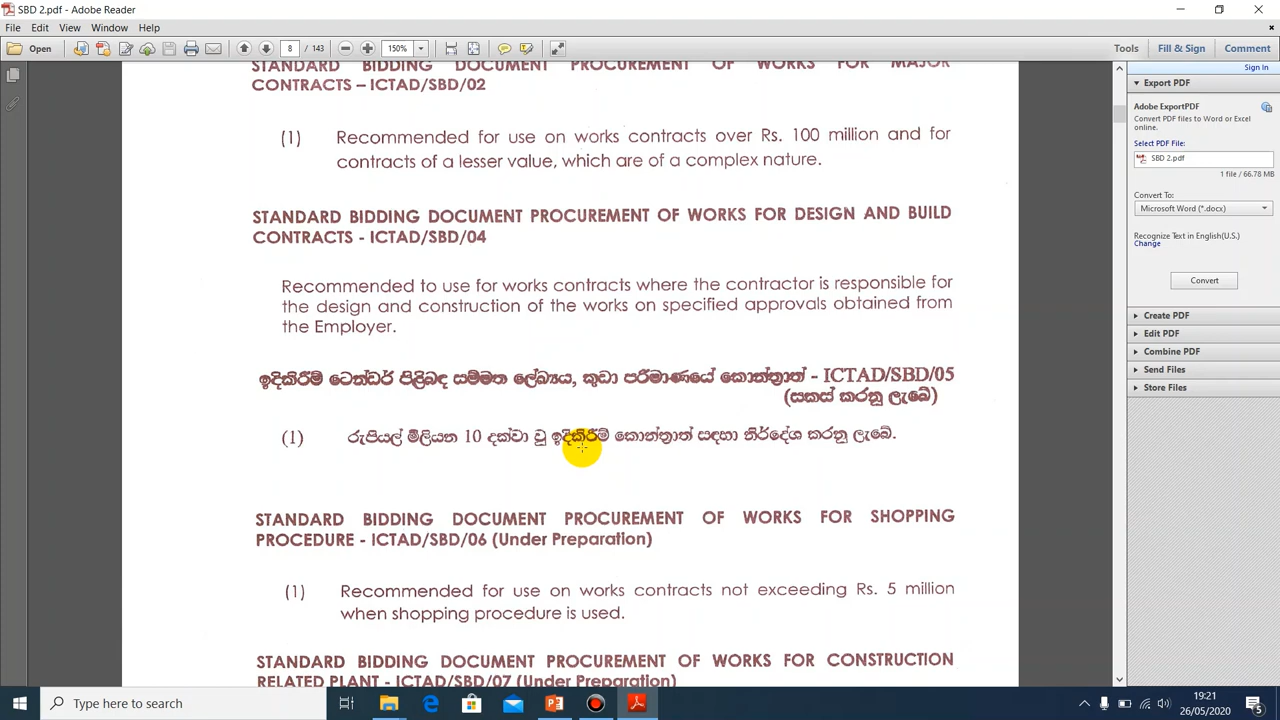 SBD 2.pdf - Adobe Reader
File Edit View Window Help
Open 8 / 143 150% Tools Fill & Sign Comment
Sign In
STANDARD BIDDING DOCUMENT PROCUREMENT OF WORKS FOR MAJOR
CONTRACTS – ICTAD/SBD/02
(1) Recommended for use on works contracts over Rs. 100 million and for
contracts of a lesser value, which are of a complex nature.
STANDARD BIDDING DOCUMENT PROCUREMENT OF WORKS FOR DESIGN AND BUILD
CONTRACTS - ICTAD/SBD/04
Recommended to use for works contracts where the contractor is responsible for
the design and construction of the works on specified approvals obtained from
the Employer.
ඉදිකිරීම් ටෙන්ඩර් පිළිබඳ සම්මත ලේඛ්‍යය, කුඩා පරිමාණයේ කොන්ත්‍රාත් - ICTAD/SBD/05
(සකස් කරනු ලැබේ)
(1) රුපියල් මිලියන 10 දක්වා වූ ඉදිකිරීම් කොන්ත්‍රාත් සඳහා නිර්දේශ කරනු ලැබේ.
STANDARD BIDDING DOCUMENT PROCUREMENT OF WORKS FOR SHOPPING
PROCEDURE - ICTAD/SBD/06 (Under Preparation)
(1) Recommended for use on works contracts not exceeding Rs. 5 million
when shopping procedure is used.
STANDARD BIDDING DOCUMENT PROCUREMENT OF WORKS FOR CONSTRUCTION
RELATED PLANT - ICTAD/SBD/07 (Under Preparation)
Export PDF
Adobe ExportPDF
Convert PDF files to Word or Excel
online.
Select PDF File:
SBD 2.pdf
1 file / 66.78 MB
Convert To:
Microsoft Word (*.docx)
Recognize Text in English(U.S.)
Change
Convert
Create PDF
Edit PDF
Combine PDF
Send Files
Store Files
Type here to search
19:21
26/05/2020
5